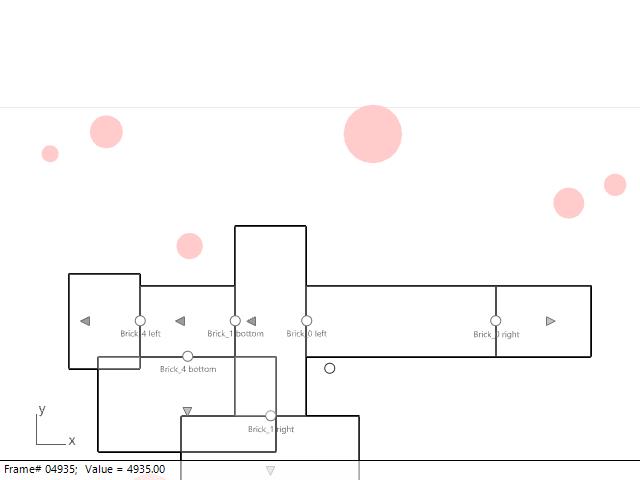 Brick_4 left
Brick_1 bottom
Brick_0 left
Brick_0 right
Brick_4 bottom
y
Brick_1 right
x
Frame# 04935;  Value = 4935.00